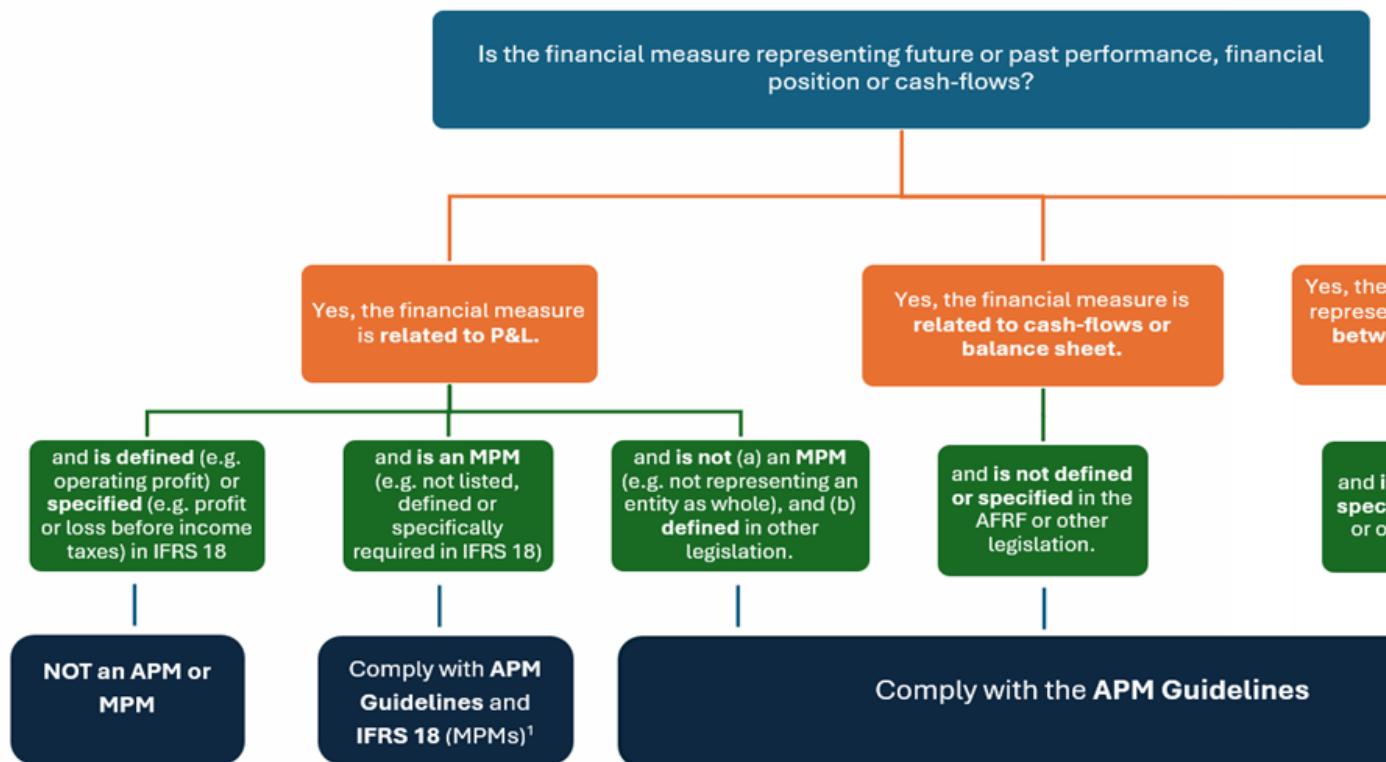 Is the financial measure representing future or past performance, financial
position or cash-flows?
Yes, the financial measure
is related to P&L.
Yes, the financial measure is
related to cash-flows or
balance sheet.
Yes, the
represe
betw
and is defined (e.g.
operating profit) or
specified (e.g. profit
or loss before income
taxes) in IFRS 18
and is an MPM
(e.g. not listed,
defined or
specifically
required in IFRS 18)
and is not (a) an MPM
(e.g. not representing an
entity as whole), and (b)
defined in other
legislation.
and is not defined
or specified in the
AFRF or other
legislation.
and i
spec
or o
NOT an APM or
MPM
Comply with APM
Guidelines and
IFRS 18 (MPMs)¹
Comply with the APM Guidelines